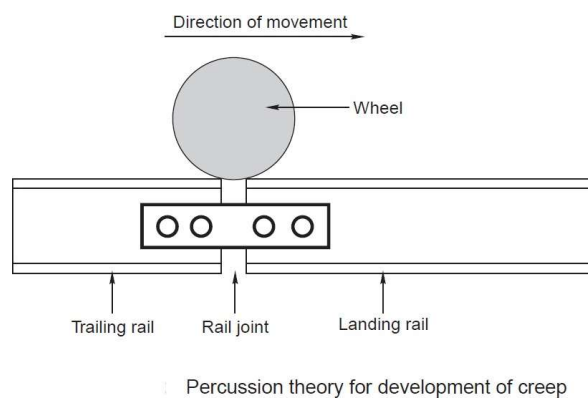 Direction of movement
Wheel
Trailing rail
Rail joint
Landing rail
Percussion theory for development of creep